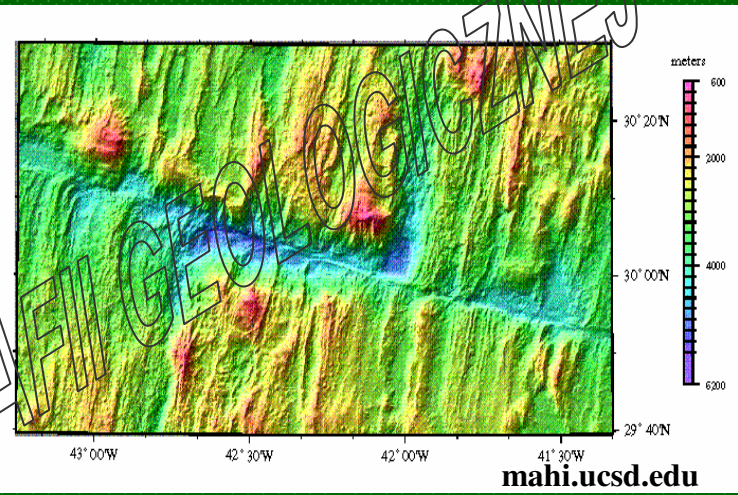 AFII GEOLOGICZNEJ
meters
600
2000
4000
6200
30° 20'N
30° 00'N
29° 40'N
43° 00'W 42° 30'W 42° 00'W 41° 30'W
mahi.ucsd.edu